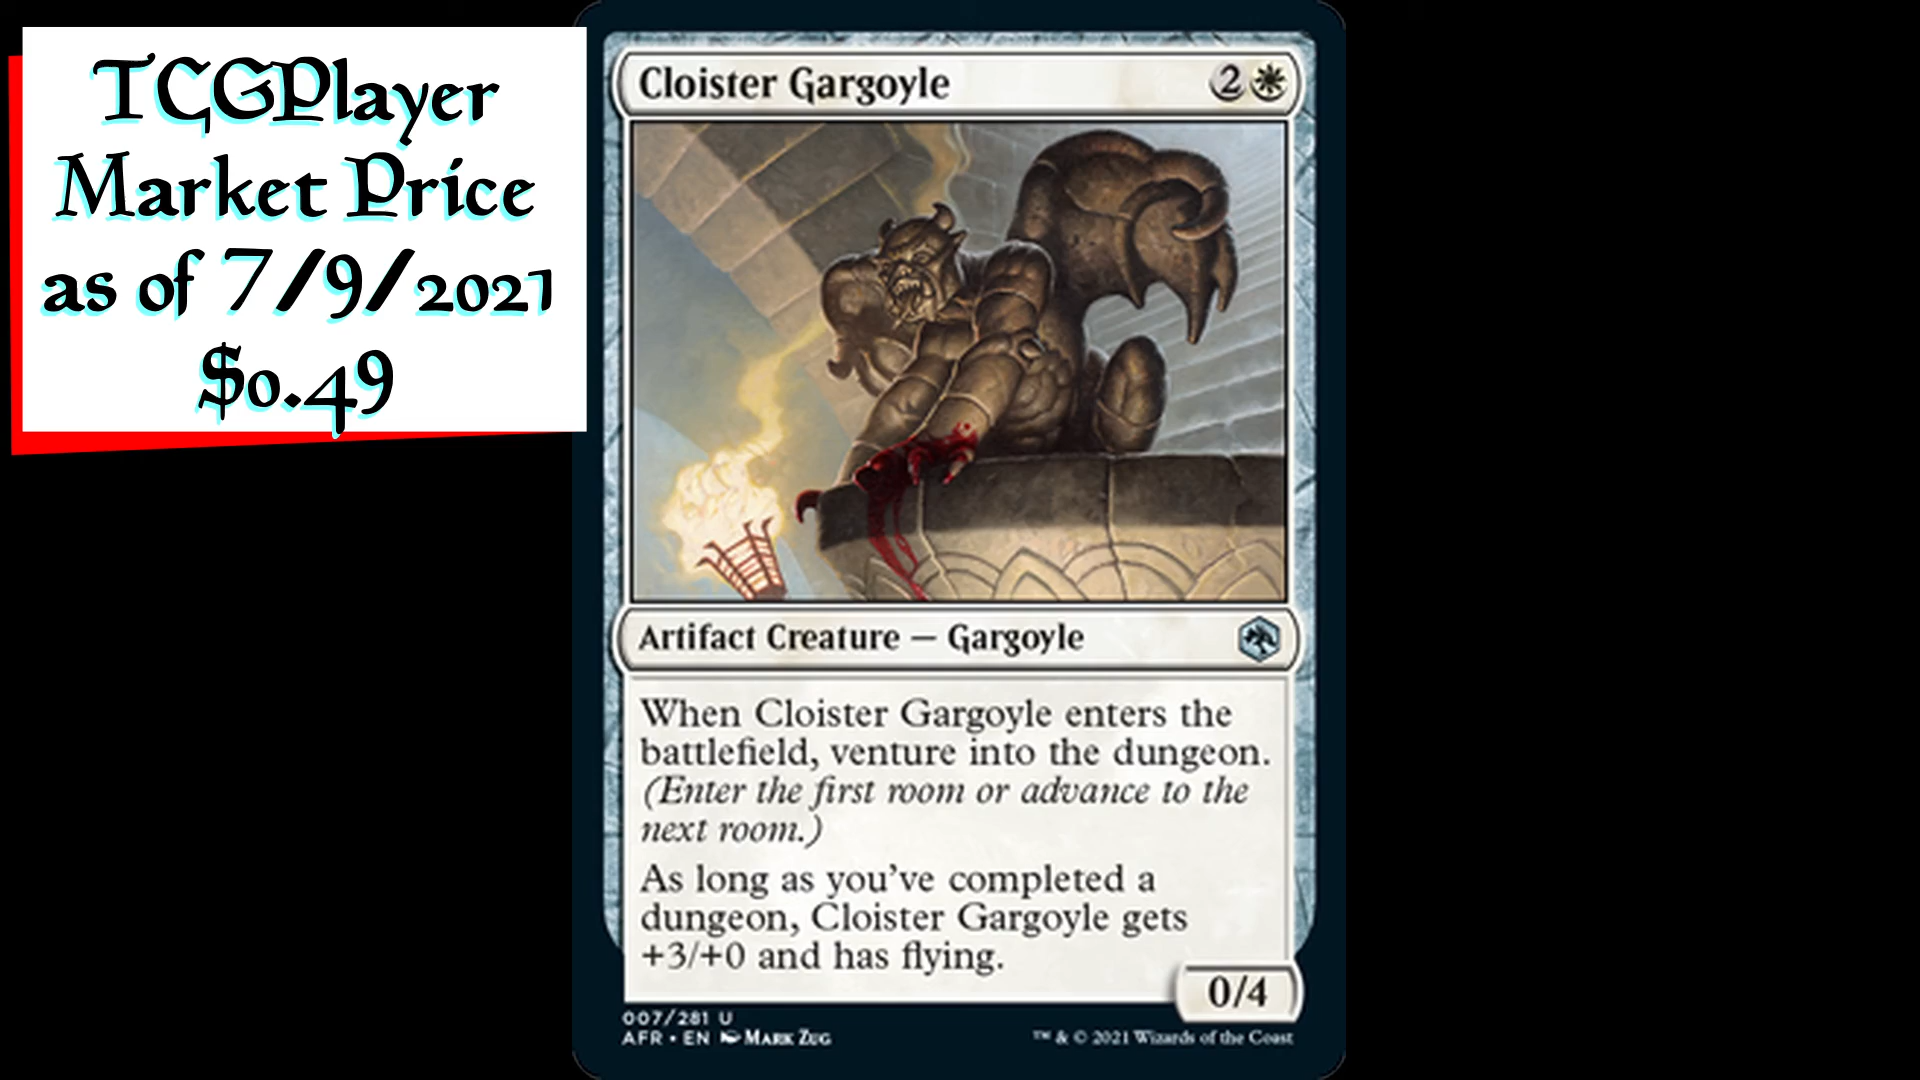 TCGPlayer
Market Price
as of 7/9/2021
$0.49
Cloister Gargoyle 2
Artifact Creature — Gargoyle
When Cloister Gargoyle enters the
battlefield, venture into the dungeon.
(Enter the first room or advance to the
next room.)
As long as you've completed a
dungeon, Cloister Gargoyle gets
+3/+0 and has flying.
0/4
007/281 U
AFR • EN Mark Zug
™ & © 2021 Wizards of the Coast